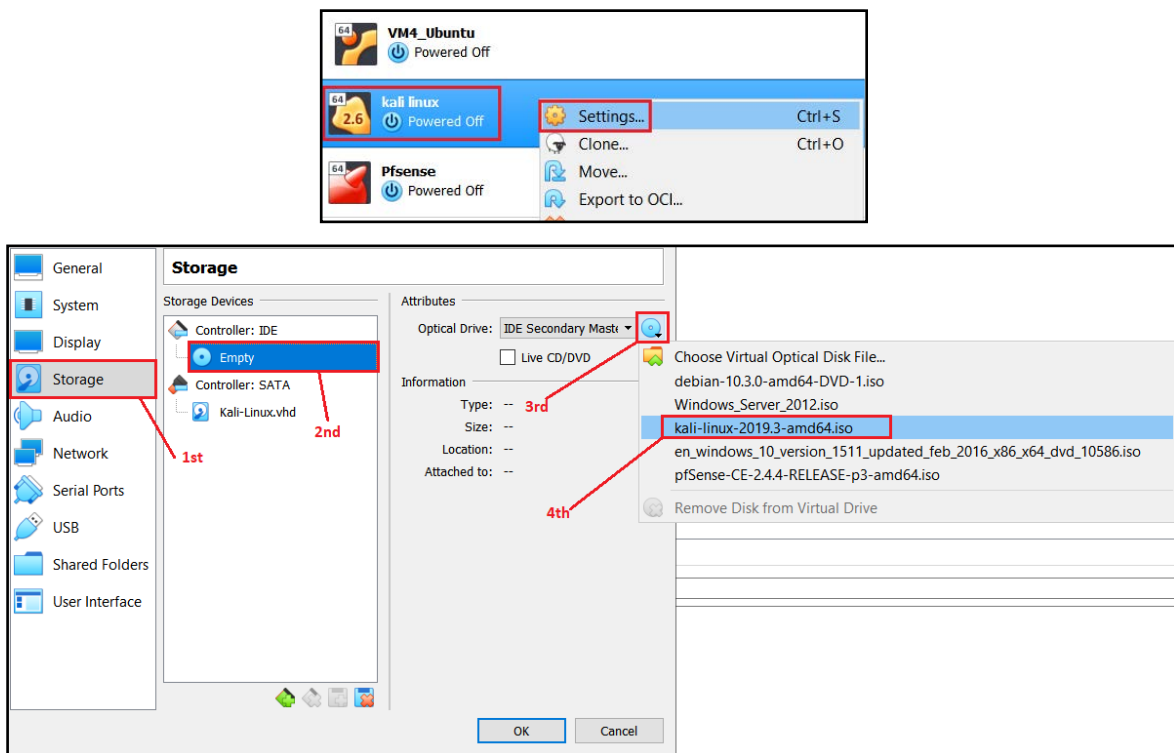 64
VM4_Ubuntu
Powered Off
64
2.6
kali linux
Powered Off
Settings... Ctrl+S
Clone... Ctrl+O
Move...
Export to OCI...
64
Pfsense
Powered Off
General
System
Display
Storage
Audio
Network
Serial Ports
USB
Shared Folders
User Interface
1st
Storage
Storage Devices
Controller: IDE
Empty
Controller: SATA
Kali-Linux.vhd
2nd
Attributes
Optical Drive: IDE Secondary Maste
Live CD/DVD
Information
Type: --
Size: --
Location: --
Attached to: --
3rd
4th
Choose Virtual Optical Disk File...
debian-10.3.0-amd64-DVD-1.iso
Windows_Server_2012.iso
kali-linux-2019.3-amd64.iso
en_windows_10_version_1511_updated_feb_2016_x86_x64_dvd_10586.iso
pfSense-CE-2.4.4-RELEASE-p3-amd64.iso
Remove Disk from Virtual Drive
OK Cancel